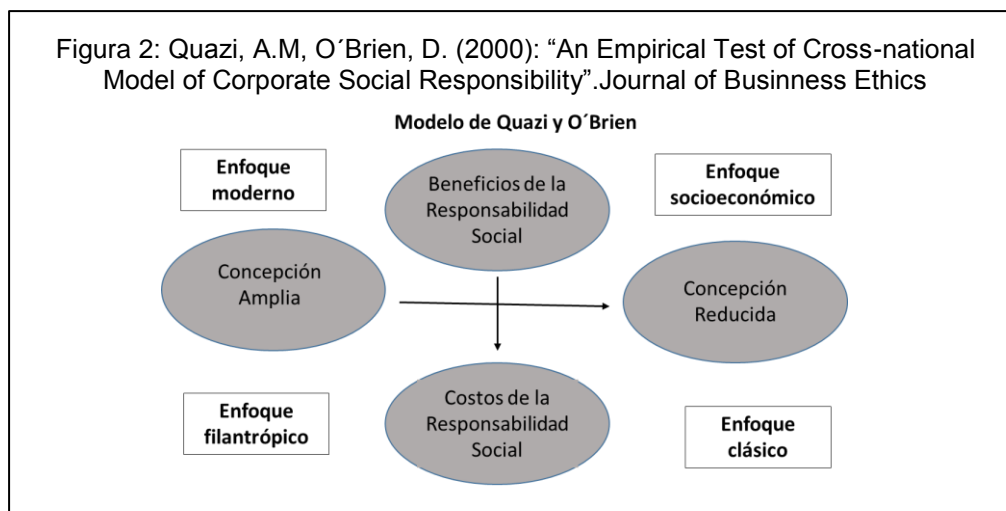 Figura 2: Quazi, A.M, O´Brien, D. (2000): “An Empirical Test of Cross-national
Model of Corporate Social Responsibility”.Journal of Businness Ethics
Modelo de Quazi y O´Brien
Enfoque
moderno
Beneficios de la
Responsabilidad
Social
Enfoque
socioeconómico
Concepción
Amplia
Concepción
Reducida
Enfoque
filantrópico
Costos de la
Responsabilidad
Social
Enfoque
clásico